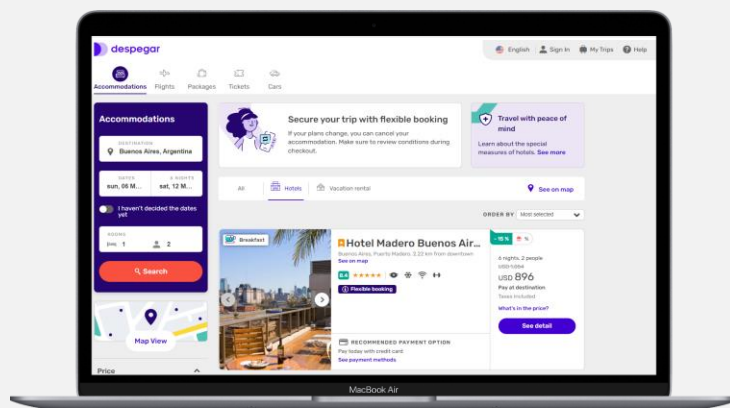 despegar
English
Sign In
My Trips
Help
Accommodations
Flights
Packages
Tickets
Cars
Accommodations
DESTINATION
Buenos Aires, Argentina
DATES
6 NIGHTS
sun, 06 M...
sat, 12 M...
I haven't decided the dates
yet
ROOMS
1
2
Search
Map View
Price
Secure your trip with flexible booking
If your plans change, you can cancel your
accommodation. Make sure to review conditions during
checkout.
Travel with peace of
mind
Learn about the special
measures of hotels. See more
All
Hotels
Vacation rental
See on map
ORDER BY
Most selected
Breakfast
Hotel Madero Buenos Air...
Buenos Aires, Puerto Madero, 2.22 km from downtown
See on map
8.4
Flexible booking
RECOMMENDED PAYMENT OPTION
Pay today with credit card
See payment methods
- 15 %
%
6 nights, 2 people
USD 1,054
USD 896
Pay at destination
Taxes included
What's in the price?
See detail
MacBook Air